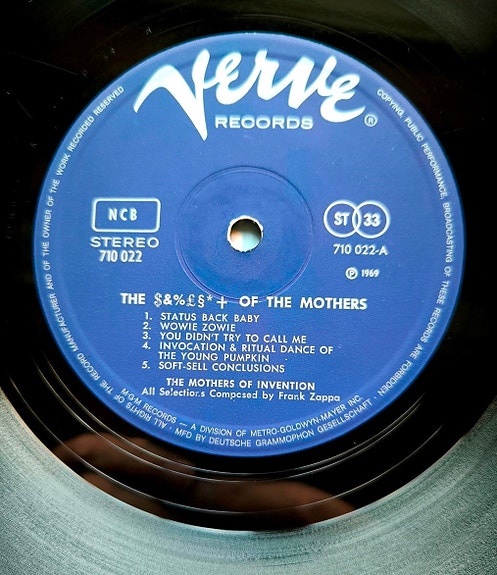 Verve
RECORDS ®
MANUFACTURER AND OF THE OWNER OF THE WORK RECORDED RESERVED
COPYING, PUBLIC PERFORMANCE, BROADCASTING OF THESE RECORDS ARE FORBIDDEN
NCB
STEREO
710 022
ST 33
710 022-A
℗ 1969
THE $&%£§*+ OF THE MOTHERS
1. STATUS BACK BABY
2. WOWIE ZOWIE
3. YOU DIDN'T TRY TO CALL ME
4. INVOCATION & RITUAL DANCE OF
THE YOUNG PUMPKIN
5. SOFT-SELL CONCLUSIONS
THE MOTHERS OF INVENTION
All Selections Composed by Frank Zappa
ALL RIGHTS OF THE RECORD
M-G-M RECORDS — A DIVISION OF METRO-GOLDWYN-MAYER INC.
MFD BY DEUTSCHE GRAMMOPHON GESELLSCHAFT